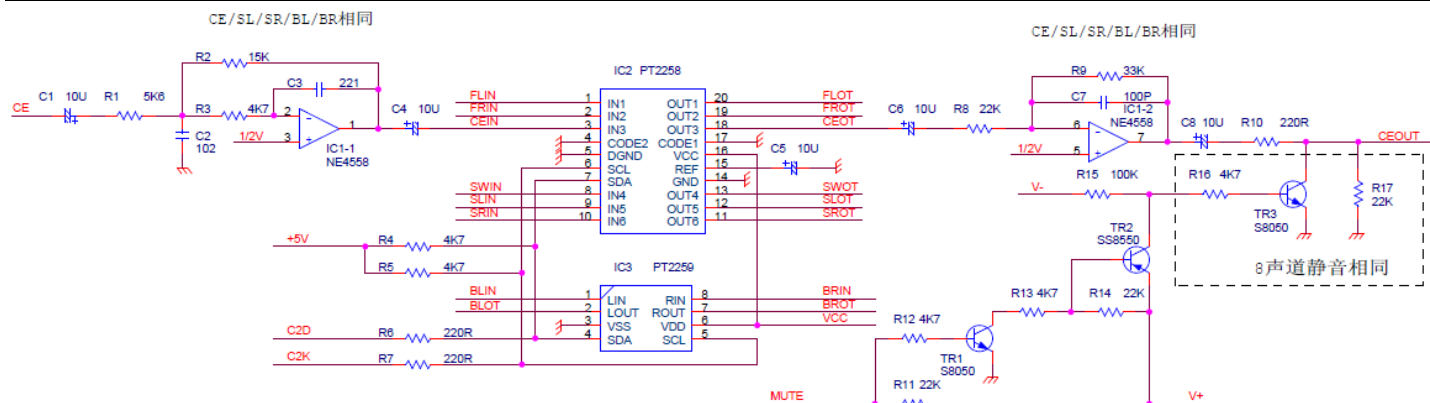 CE/SL/SR/BL/BR相同
CE/SL/SR/BL/BR相同
R2 15K
C3 221
C1 10U R1 5K6
R3 4K7
CE
C2
102
1/2V
2
3
1
IC1-1
NE4558
C4 10U
IC2 PT2258
FLIN 1 IN1 OUT1 20 FLOT
FRIN 2 IN2 OUT2 19 FROT
CEIN 3 IN3 OUT3 18 CEOT
4 CODE2 CODE1 17
5 DGND VCC 16
6 SCL REF 15
7 SDA GND 14
SWIN 8 IN4 OUT4 13 SWOT
SLIN 9 IN5 OUT5 12 SLOT
SRIN 10 IN6 OUT6 11 SROT
C5 10U
R9 33K
C7 100P
C6 10U R8 22K
IC1-2
NE4558
6
5
7
1/2V
C8 10U R10 220R
CEOUT
V- R15 100K
R16 4K7
R17
22K
TR3
S8050
TR2
SS8550
8声道静音相同
+5V R4 4K7
R5 4K7
IC3 PT2259
BLIN 1 LIN RIN 8 BRIN
BLOT 2 LOUT ROUT 7 BROT
3 VSS VDD 6 VCC
4 SDA SCL 5
C2D R6 220R
C2K R7 220R
R13 4K7 R14 22K
R12 4K7
TR1
S8050
R11 22K
MUTE
V+